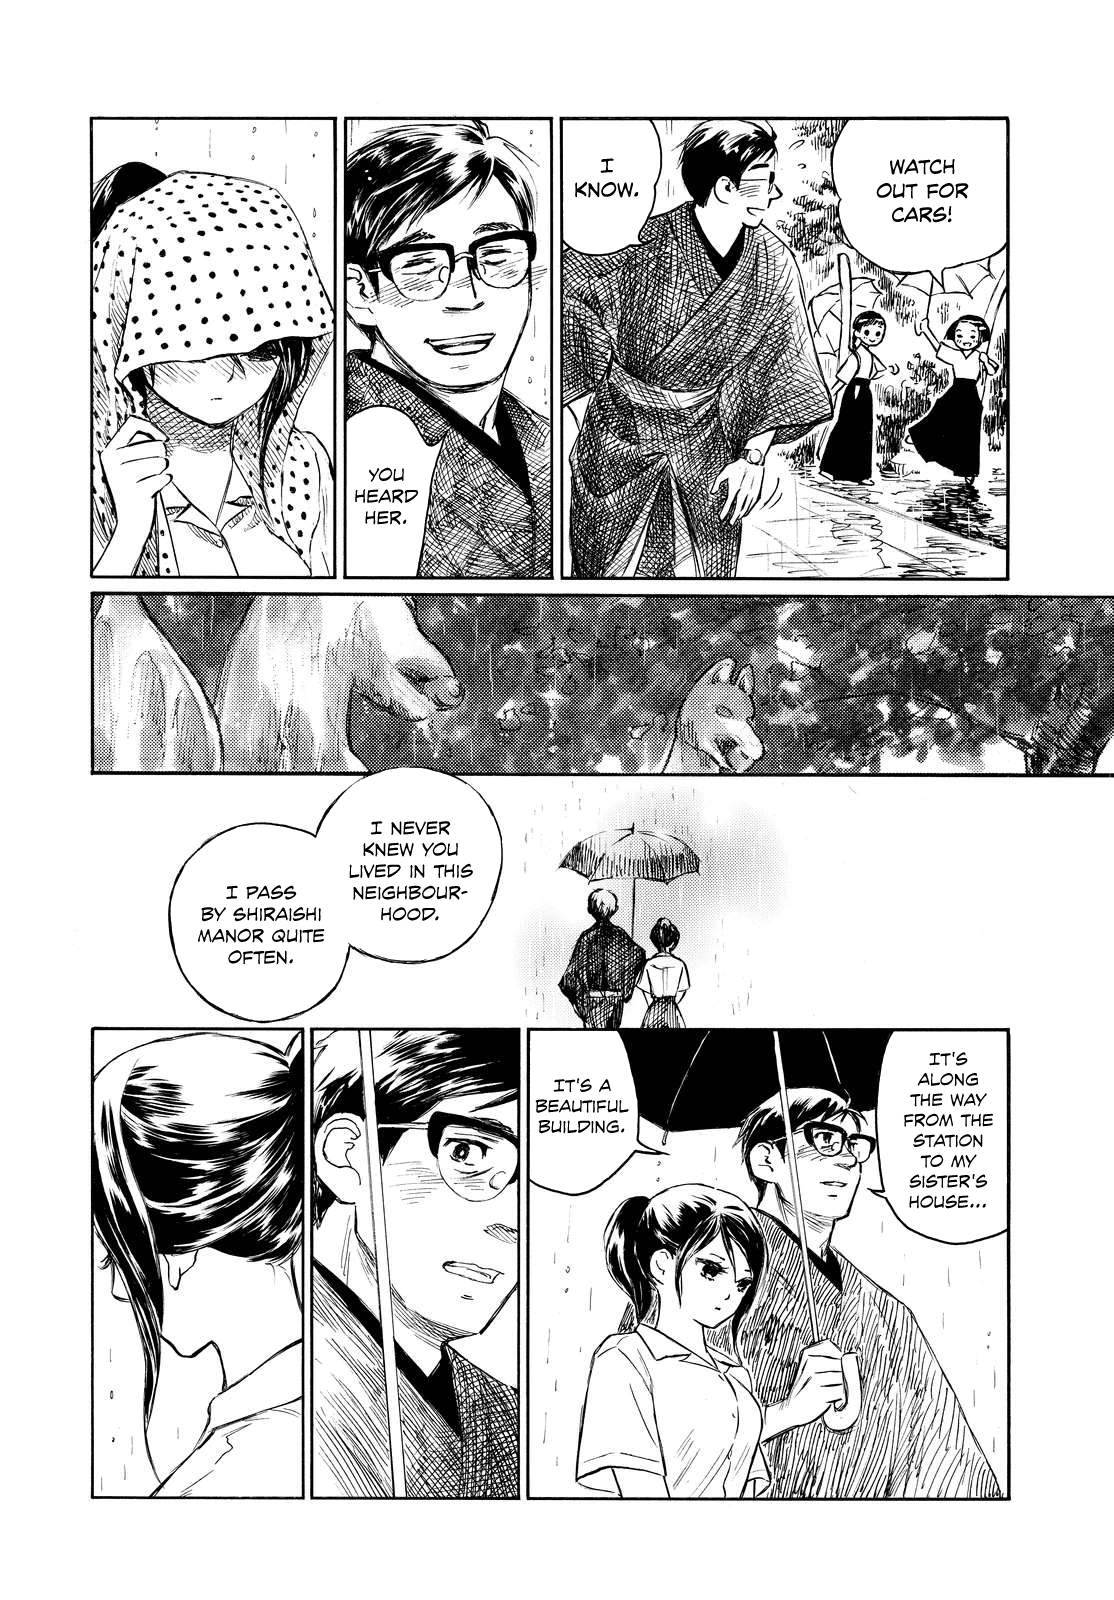 WATCH
OUT FOR
CARS!
I
KNOW.
YOU
HEARD
HER.
I NEVER
KNEW YOU
LIVED IN THIS
NEIGHBOUR-
HOOD.
I PASS
BY SHIRAISHI
MANOR QUITE
OFTEN.
IT'S
ALONG
THE WAY
FROM THE
STATION
TO MY
SISTER'S
HOUSE...
IT'S A
BEAUTIFUL
BUILDING.